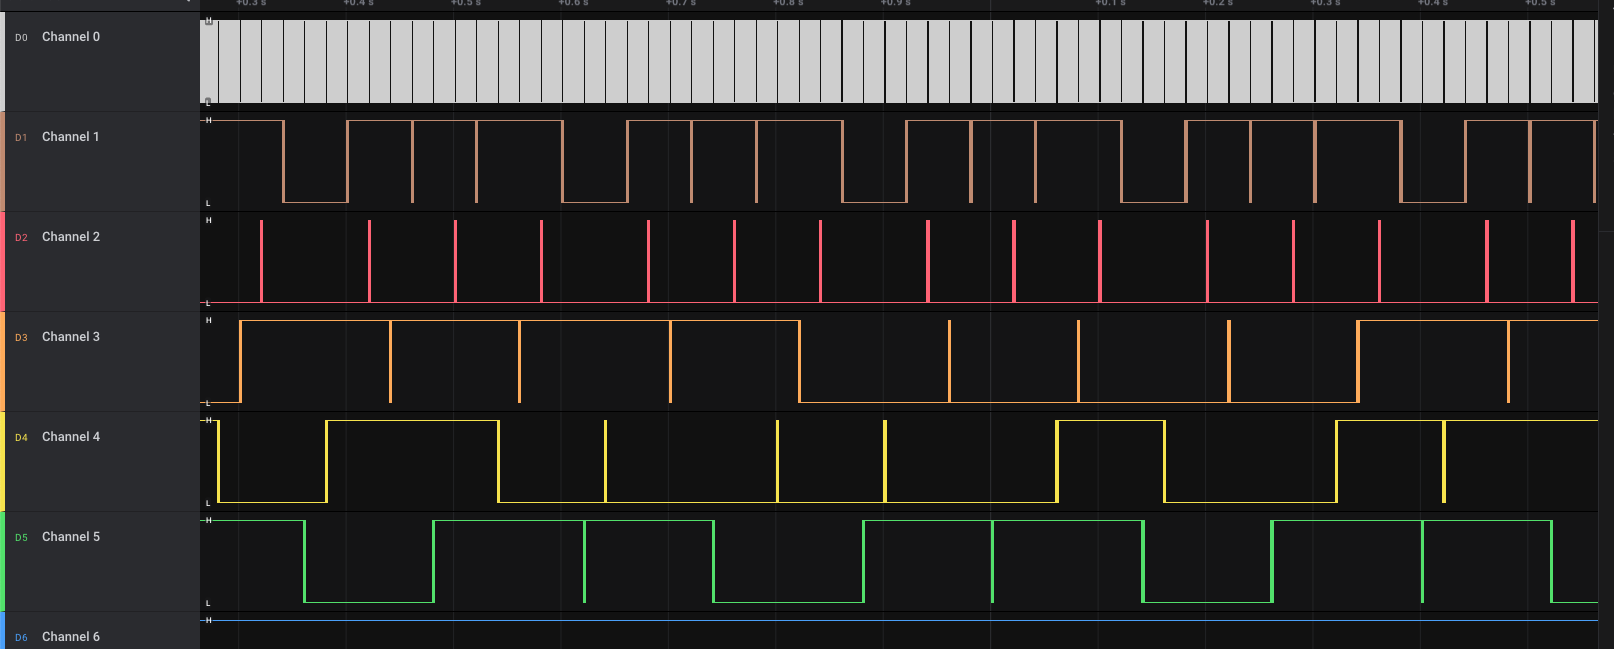 +0.3 s +0.4 s +0.5 s +0.6 s +0.7 s +0.8 s +0.9 s +0.1 s +0.2 s +0.3 s +0.4 s +0.5 s
H
D0 Channel 0
L
H
D1 Channel 1
L
H
D2 Channel 2
L
H
D3 Channel 3
L
H
D4 Channel 4
L
H
D5 Channel 5
L
H
D6 Channel 6